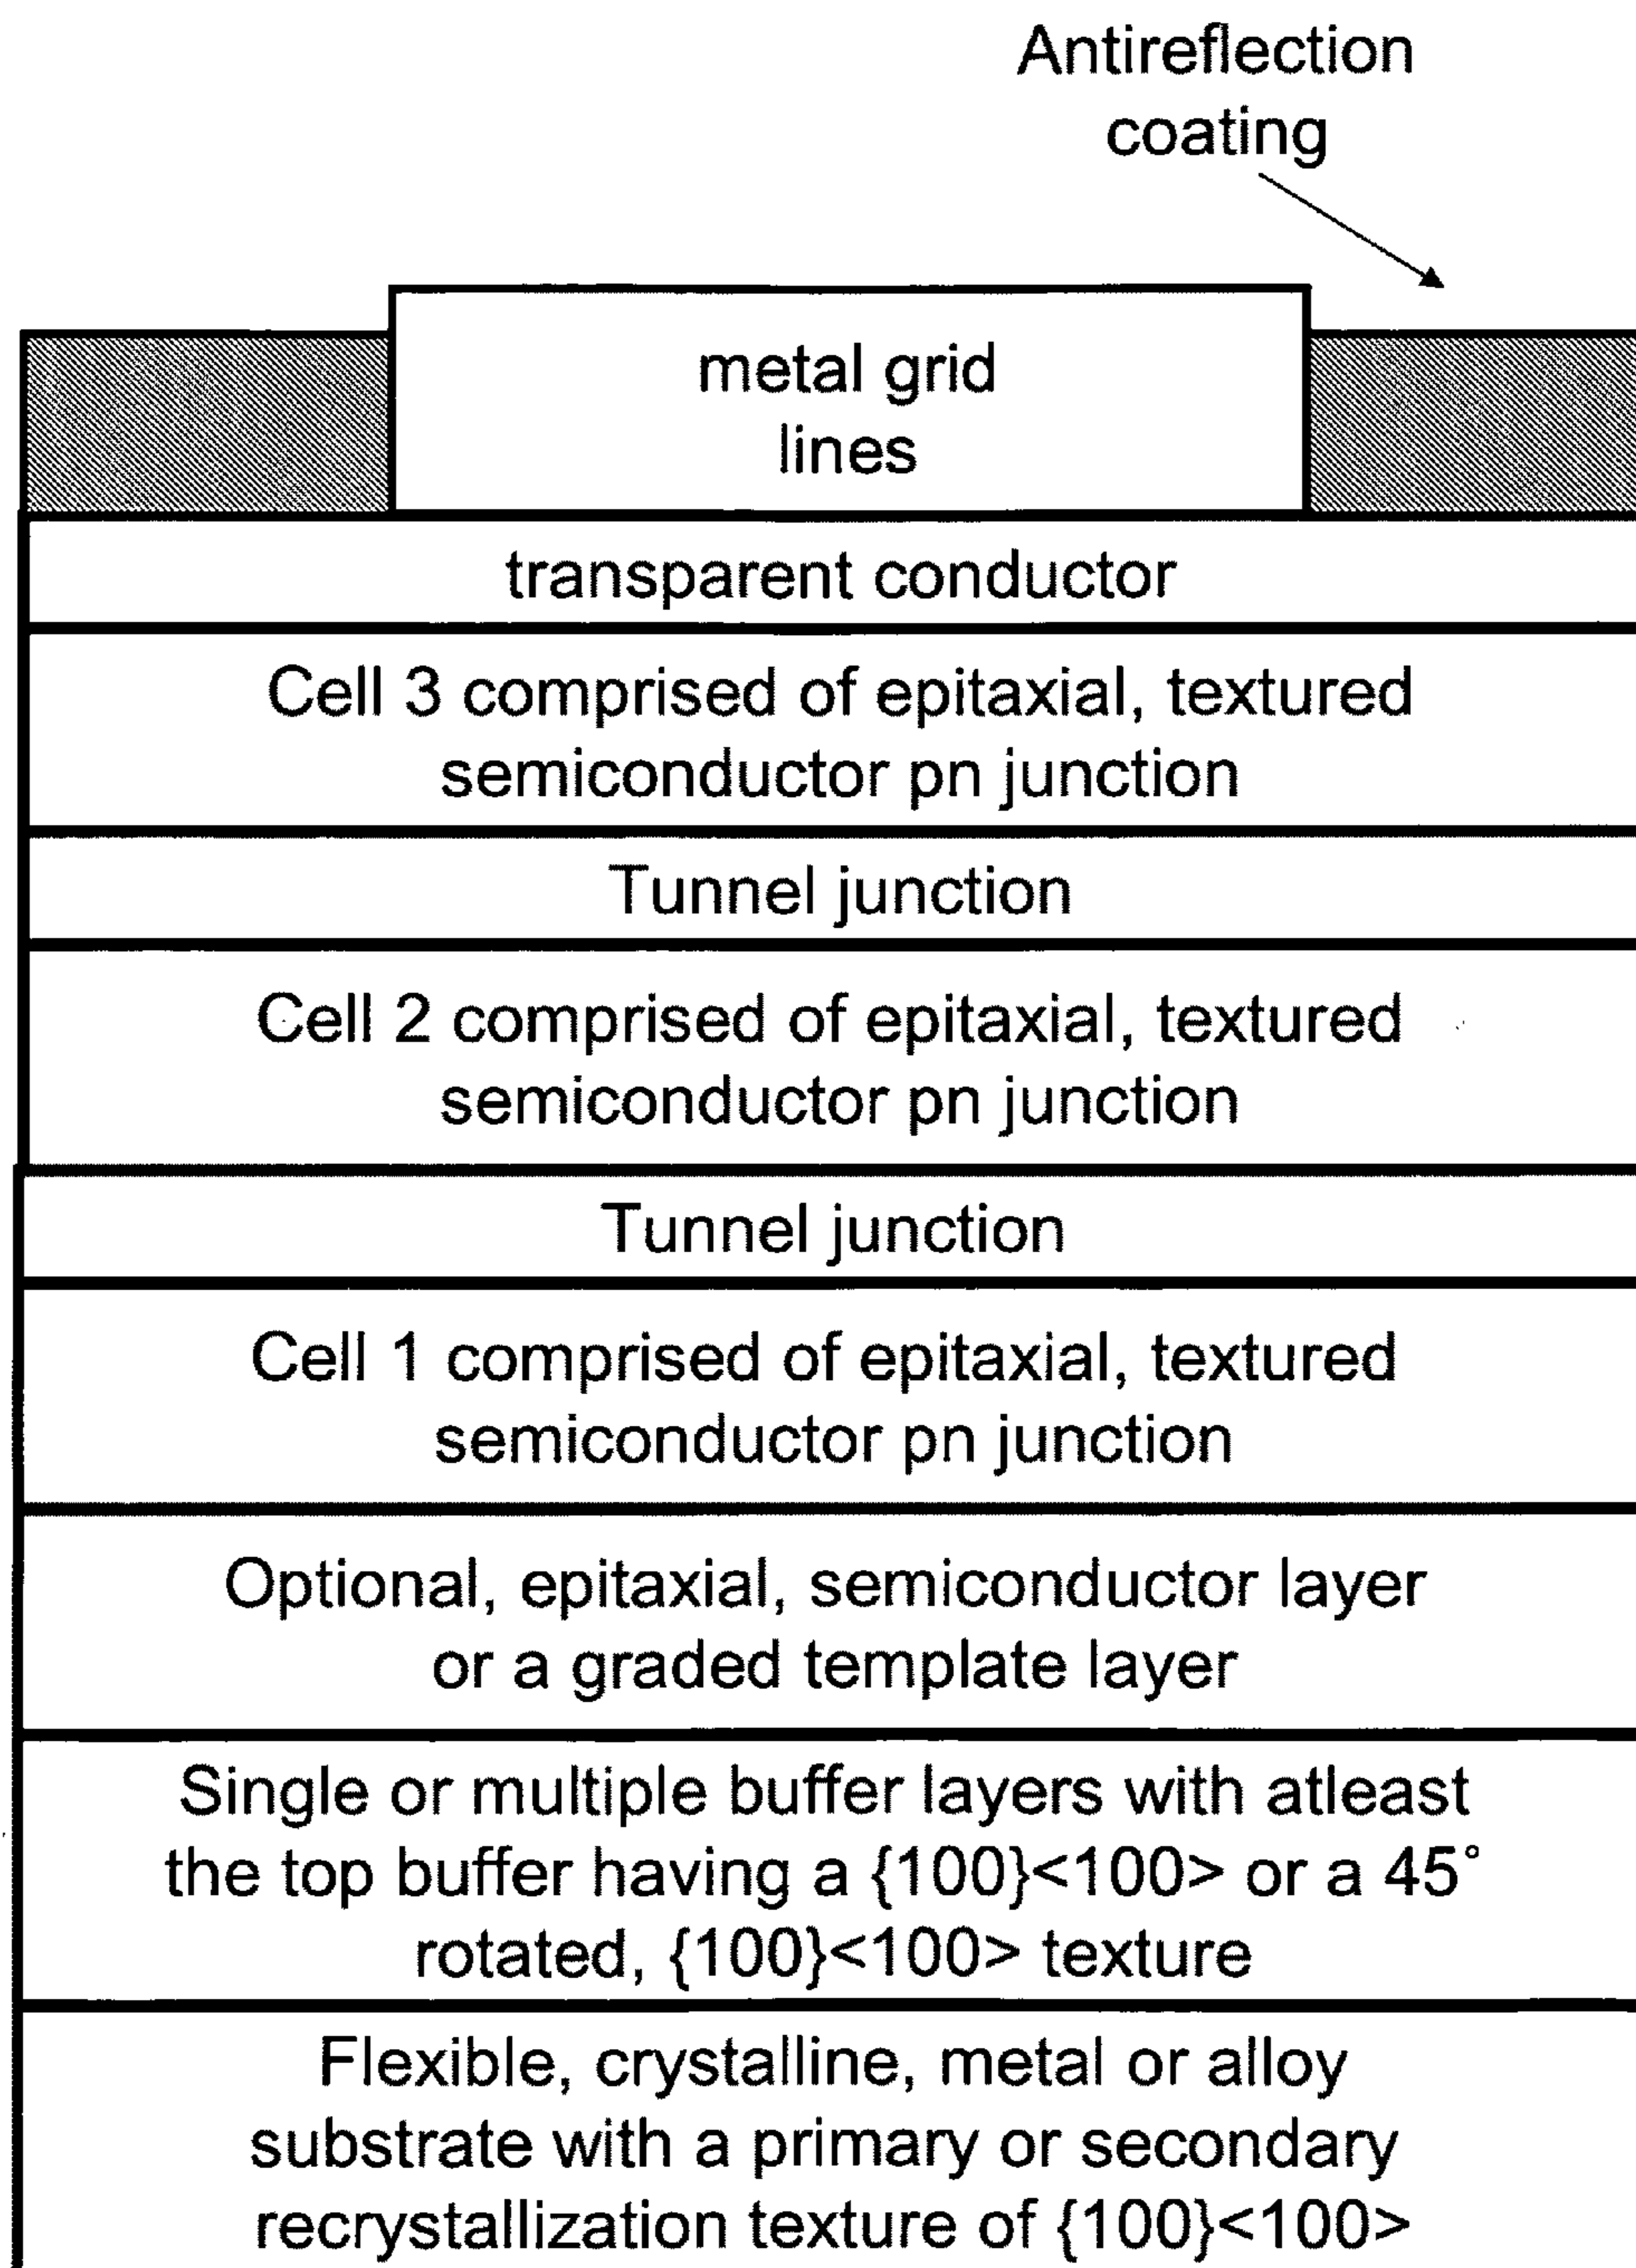 Antireflection
coating
metal grid
lines
transparent conductor
Cell 3 comprised of epitaxial, textured
semiconductor pn junction
Tunnel junction
Cell 2 comprised of epitaxial, textured
semiconductor pn junction
Tunnel junction
Cell 1 comprised of epitaxial, textured
semiconductor pn junction
Optional, epitaxial, semiconductor layer
or a graded template layer
Single or multiple buffer layers with atleast
the top buffer having a {100}<100> or a 45°
rotated, {100}<100> texture
Flexible, crystalline, metal or alloy
substrate with a primary or secondary
recrystallization texture of {100}<100>